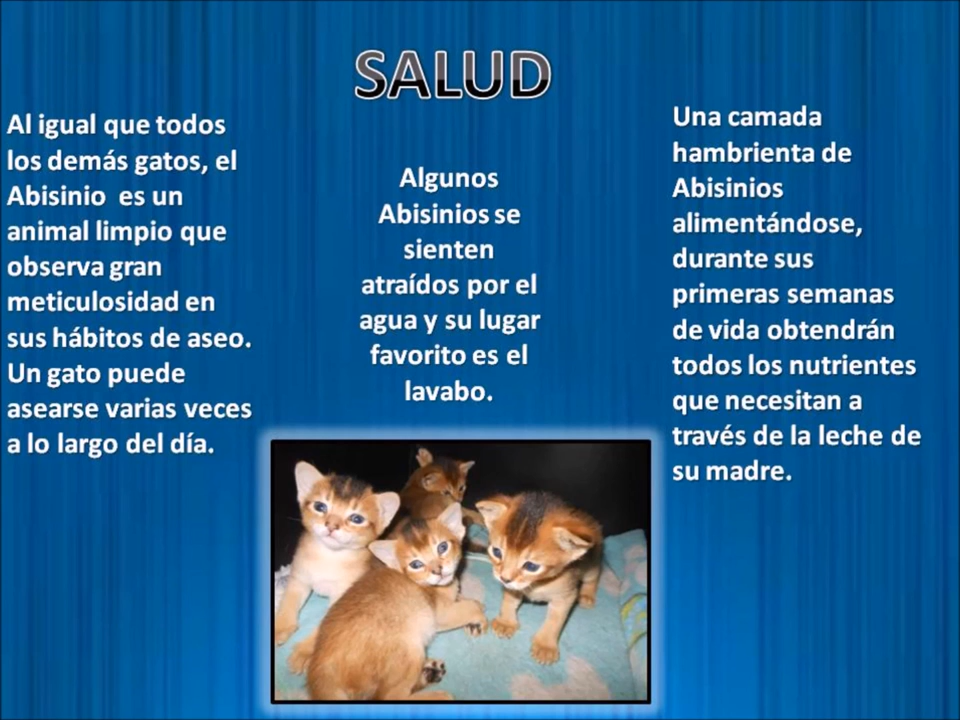 SALUD
Al igual que todos
los demás gatos, el
Abisinio  es un
animal limpio que
observa gran
meticulosidad en
sus hábitos de aseo.
Un gato puede
asearse varias veces
a lo largo del día.
Algunos
Abisinios se
sienten
atraídos por el
agua y su lugar
favorito es el
lavabo.
Una camada
hambrienta de
Abisinios
alimentándose,
durante sus
primeras semanas
de vida obtendrán
todos los nutrientes
que necesitan a
través de la leche de
su madre.